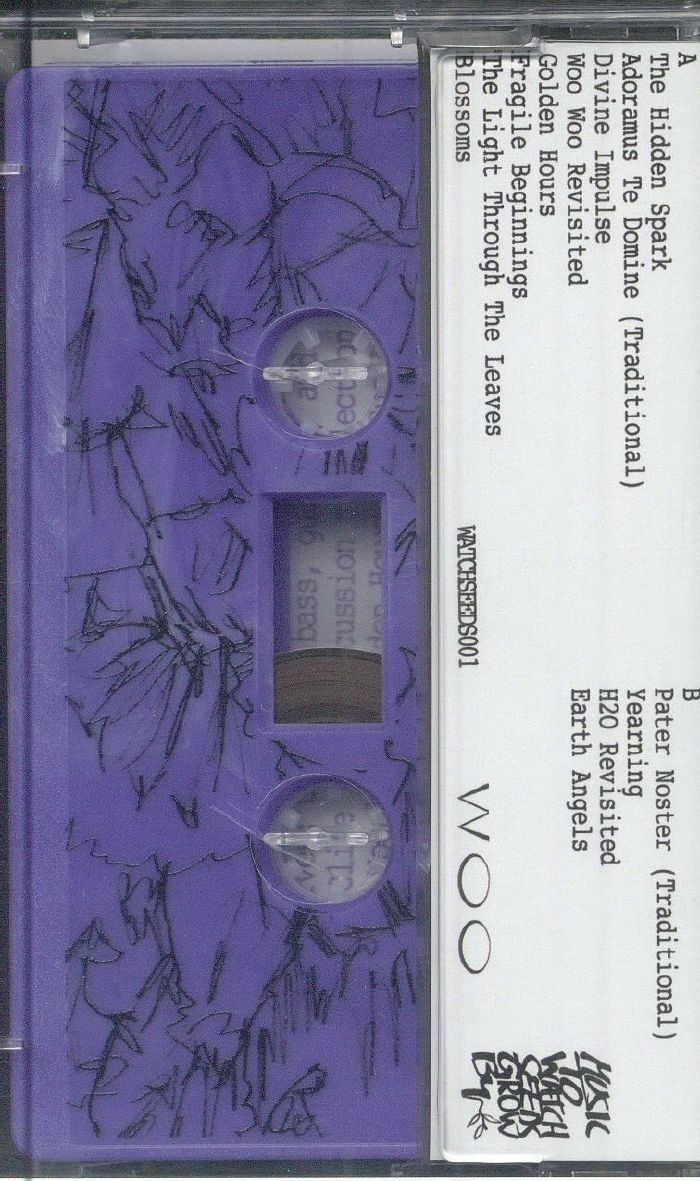 A
The Hidden Spark
Adoramus Te Domine (Traditional)
Divine Impulse
Woo Woo Revisited
Golden Hours
Fragile Beginnings
The Light Through The Leaves
Blossoms
WATCHSEEDS001
B
Pater Noster (Traditional)
Yearning
H2O Revisited
Earth Angels
WOO
MUSIC
TO
WATCH
SEEDS
GROW
By
bass, g
ussion